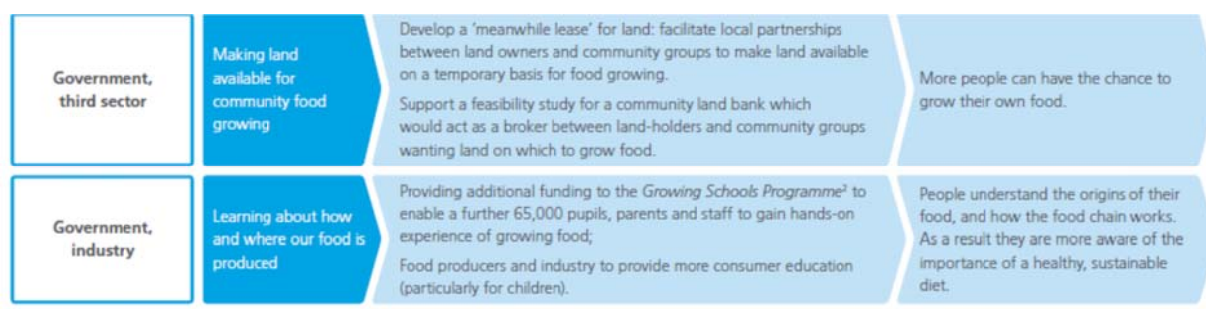 Government,
third sector
Making land
available for
community food
growing
Develop a ‘meanwhile lease’ for land: facilitate local partnerships
between land owners and community groups to make land available
on a temporary basis for food growing.
Support a feasibility study for a community land bank which
would act as a broker between land-holders and community groups
wanting land on which to grow food.
More people can have the chance to
grow their own food.
Government,
industry
Learning about how
and where our food is
produced
Providing additional funding to the Growing Schools Programme² to
enable a further 65,000 pupils, parents and staff to gain hands-on
experience of growing food;
Food producers and industry to provide more consumer education
(particularly for children).
People understand the origins of their
food, and how the food chain works.
As a result they are more aware of the
importance of a healthy, sustainable
diet.